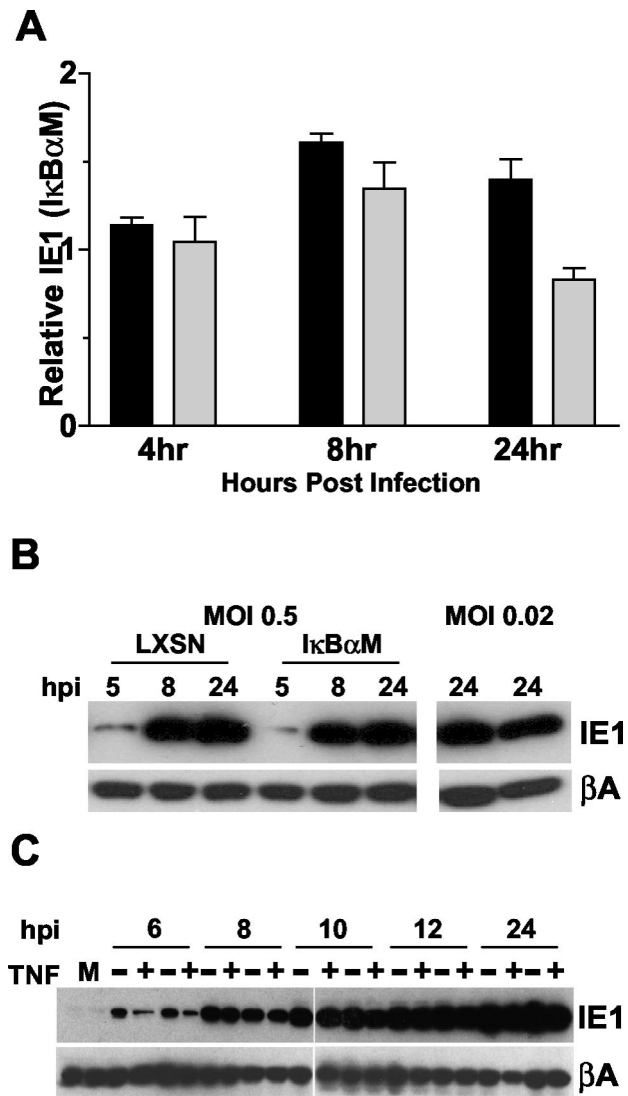 A
Relative IE1 (IκBαM)
2
1
0
4hr 8hr 24hr
Hours Post Infection
B
MOI 0.5 MOI 0.02
LXSN IκBαM
hpi 5 8 24 5 8 24 24 24
IE1
βA
C
hpi 6 8 10 12 24
TNF M − + − + − + − + − + − + − + − + − + − +
IE1
βA